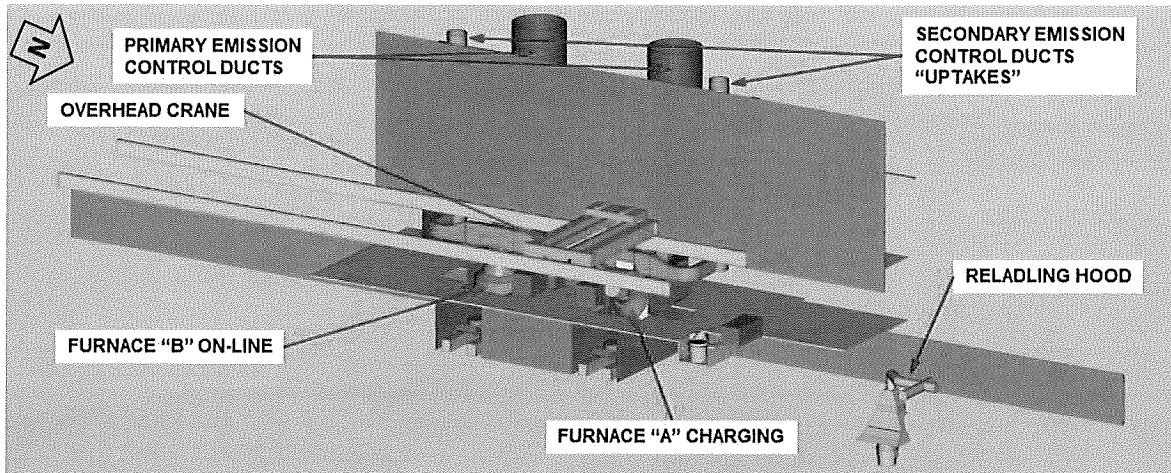 N
PRIMARY EMISSION
CONTROL DUCTS
SECONDARY EMISSION
CONTROL DUCTS
"UPTAKES"
OVERHEAD CRANE
RELADLING HOOD
FURNACE "B" ON-LINE
FURNACE "A" CHARGING